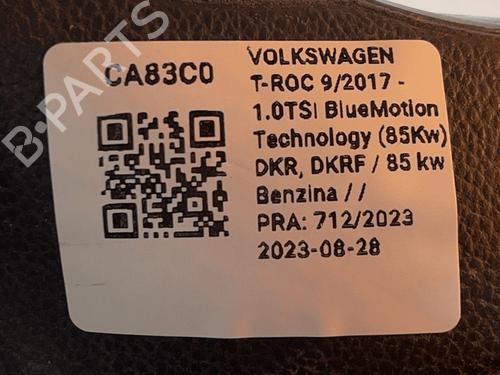 CA83C0
VOLKSWAGEN
T-ROC 9/2017 -
1.0TSI BlueMotion
Technology (85Kw)
DKR, DKRF / 85 kw
Benzina / /
PRA: 712/2023
2023-08-28
B-PARTS